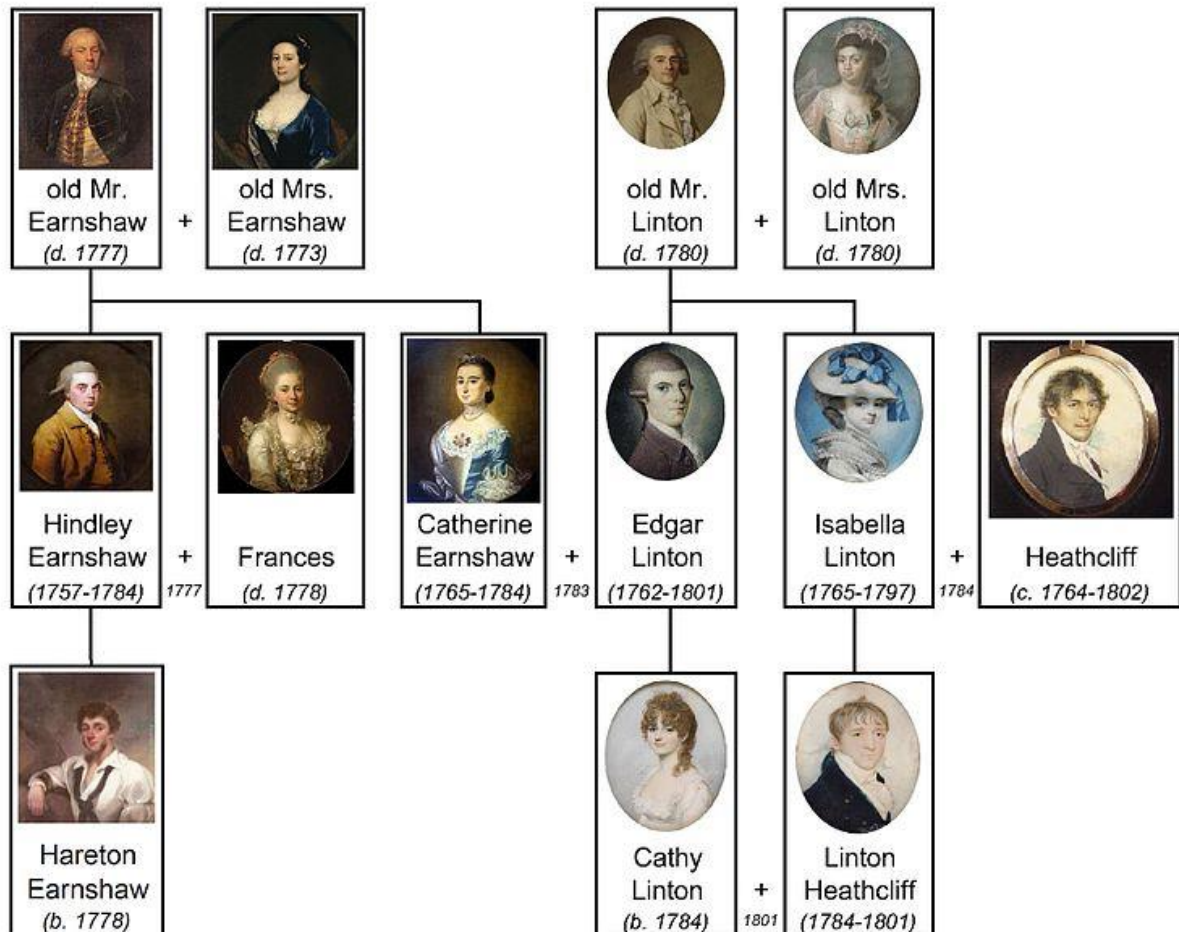 old Mr.
Earnshaw
(d. 1777)
+
old Mrs.
Earnshaw
(d. 1773)
old Mr.
Linton
(d. 1780)
+
old Mrs.
Linton
(d. 1780)
Hindley
Earnshaw
(1757-1784)
+
1777
Frances
(d. 1778)
Catherine
Earnshaw
(1765-1784)
+
1783
Edgar
Linton
(1762-1801)
Isabella
Linton
(1765-1797)
+
1784
Heathcliff
(c. 1764-1802)
Hareton
Earnshaw
(b. 1778)
Cathy
Linton
(b. 1784)
+
1801
Linton
Heathcliff
(1784-1801)